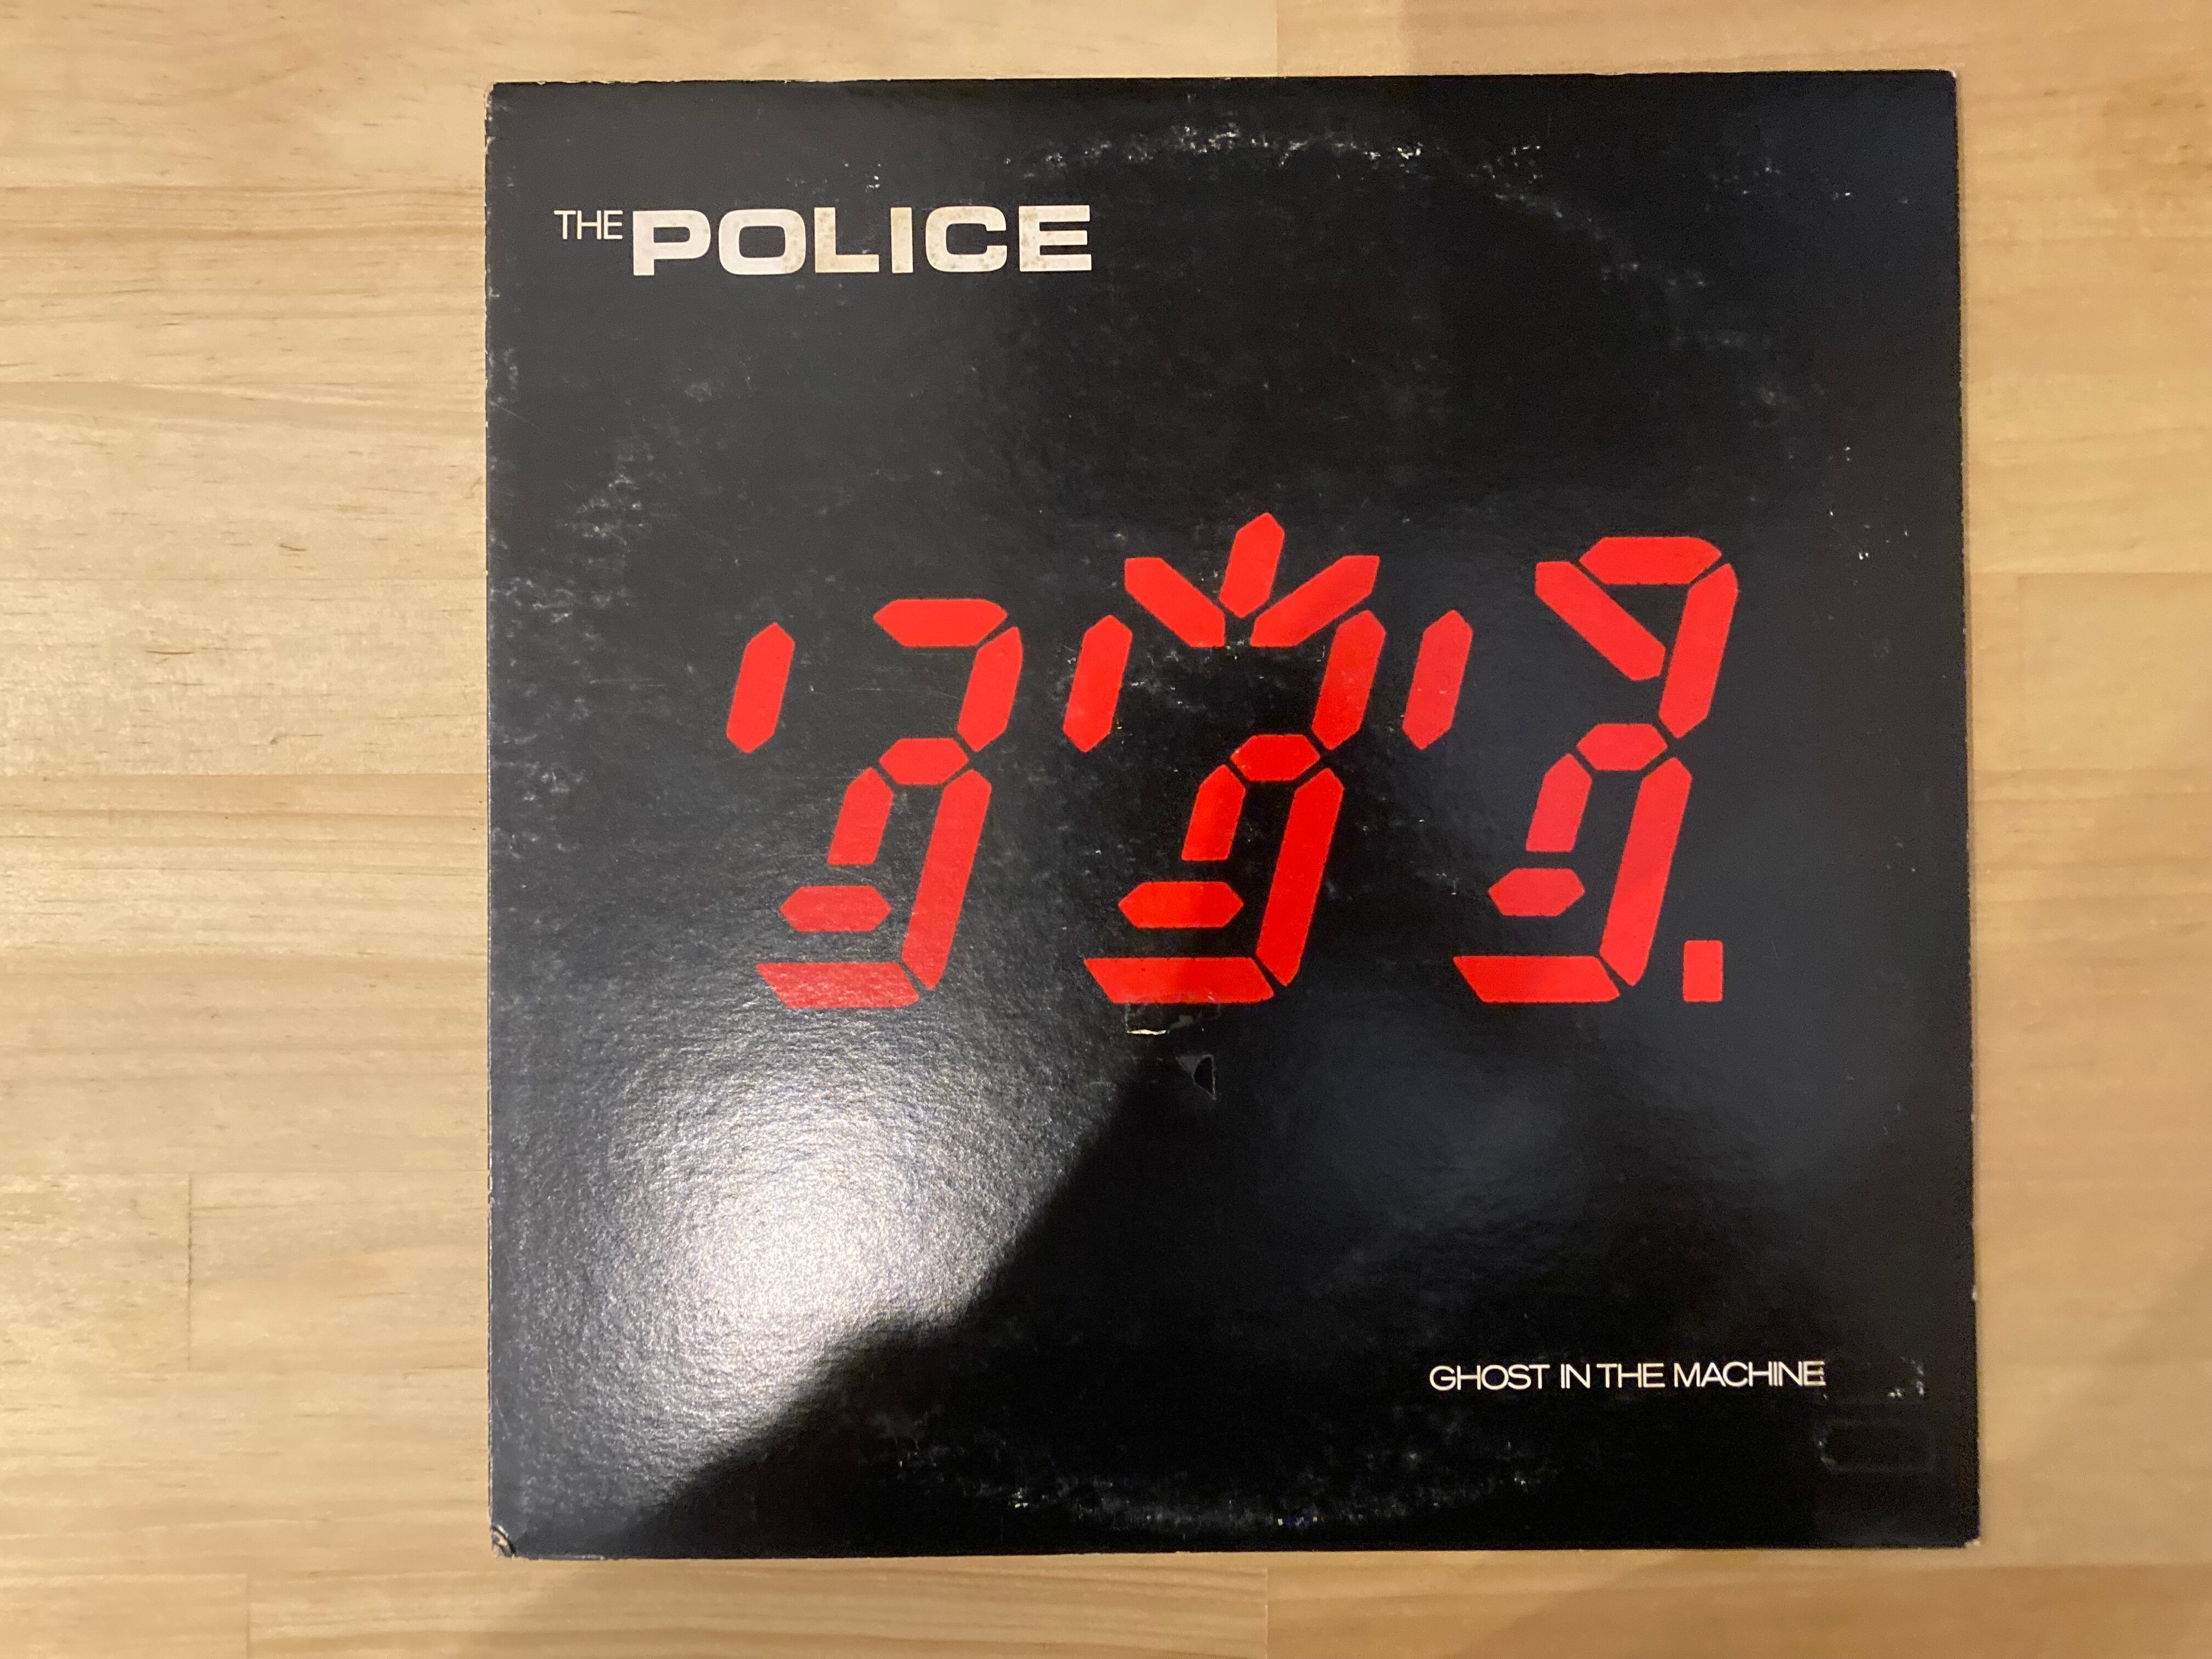 THE POLICE
GHOST IN THE MACHINE